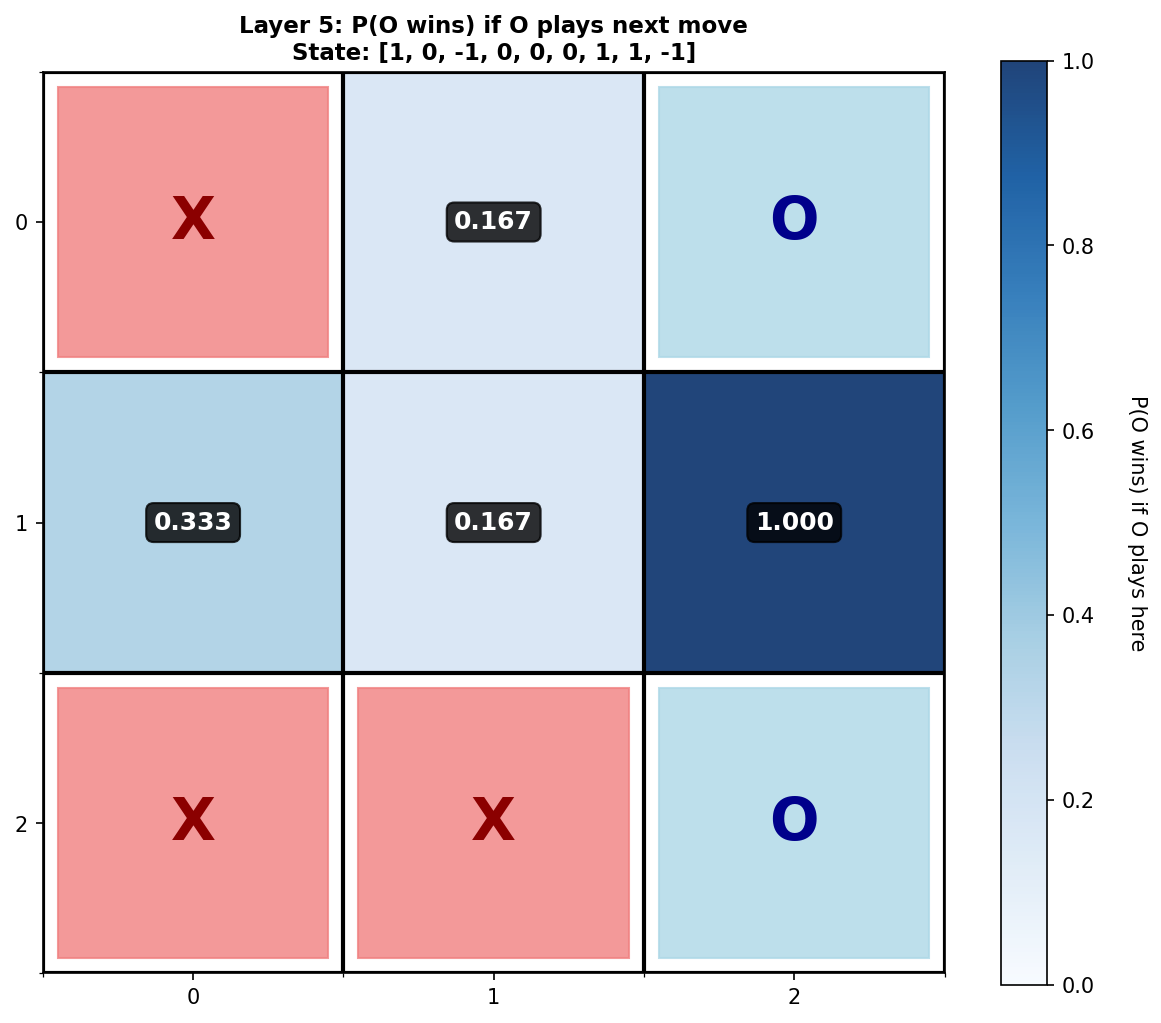 Layer 5: P(O wins) if O plays next move
State: [1, 0, -1, 0, 0, 0, 1, 1, -1]
X
0.167
O
0.333
0.167
1.000
X
X
O
0
1
2
0
1
2
1.0
0.8
0.6
0.4
0.2
0.0
P(O wins) if O plays here